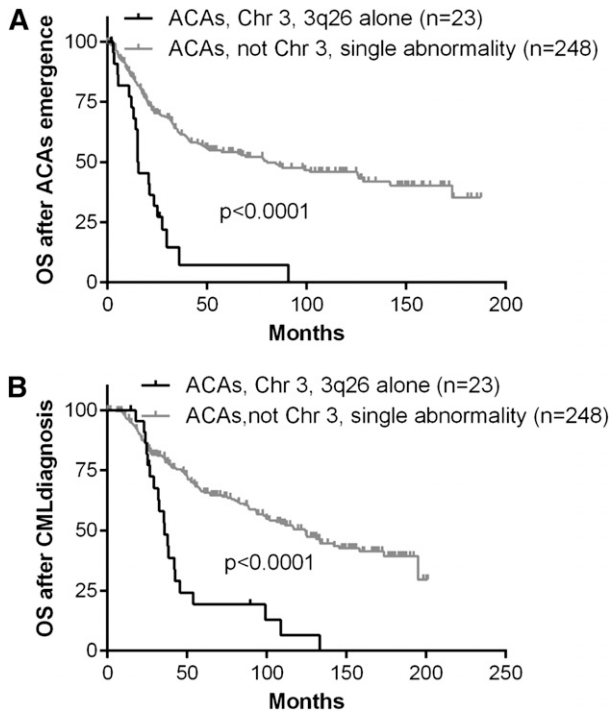 A
ACAs, Chr 3, 3q26 alone (n=23)
ACAs, not Chr 3, single abnormality (n=248)
OS after ACAs emergence
100
75
50
25
0
p<0.0001
0 50 100 150 200
Months
B
ACAs, Chr 3, 3q26 alone (n=23)
ACAs,not Chr 3, single abnormality (n=248)
OS after CMLdiagnosis
100
75
50
25
0
p<0.0001
0 50 100 150 200 250
Months